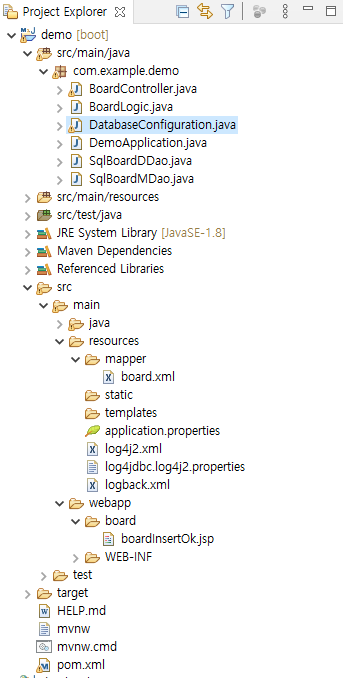 Project Explorer
demo [boot]
src/main/java
com.example.demo
BoardController.java
BoardLogic.java
DatabaseConfiguration.java
DemoApplication.java
SqlBoardDDao.java
SqlBoardMDao.java
src/main/resources
src/test/java
JRE System Library [JavaSE-1.8]
Maven Dependencies
Referenced Libraries
src
main
java
resources
mapper
board.xml
static
templates
application.properties
log4j2.xml
log4jdbc.log4j2.properties
logback.xml
webapp
board
boardInsertOk.jsp
WEB-INF
test
target
HELP.md
mvnw
mvnw.cmd
pom.xml